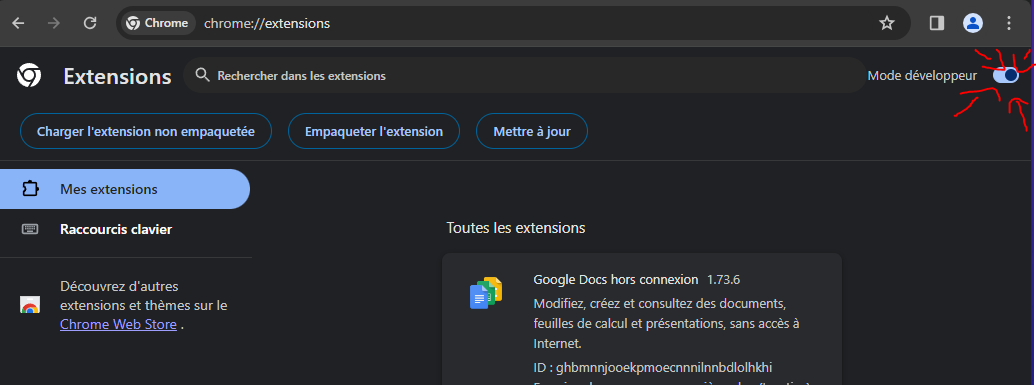 Chrome chrome://extensions
Extensions
Rechercher dans les extensions
Mode développeur
Charger l'extension non empaquetée
Empaqueter l'extension
Mettre à jour
Mes extensions
Raccourcis clavier
Découvrez d'autres
extensions et thèmes sur le
Chrome Web Store .
Toutes les extensions
Google Docs hors connexion 1.73.6
Modifiez, créez et consultez des documents,
feuilles de calcul et présentations, sans accès à
Internet.
ID : ghbmnnjooekpmoecnnnilnnbdlolhkhi